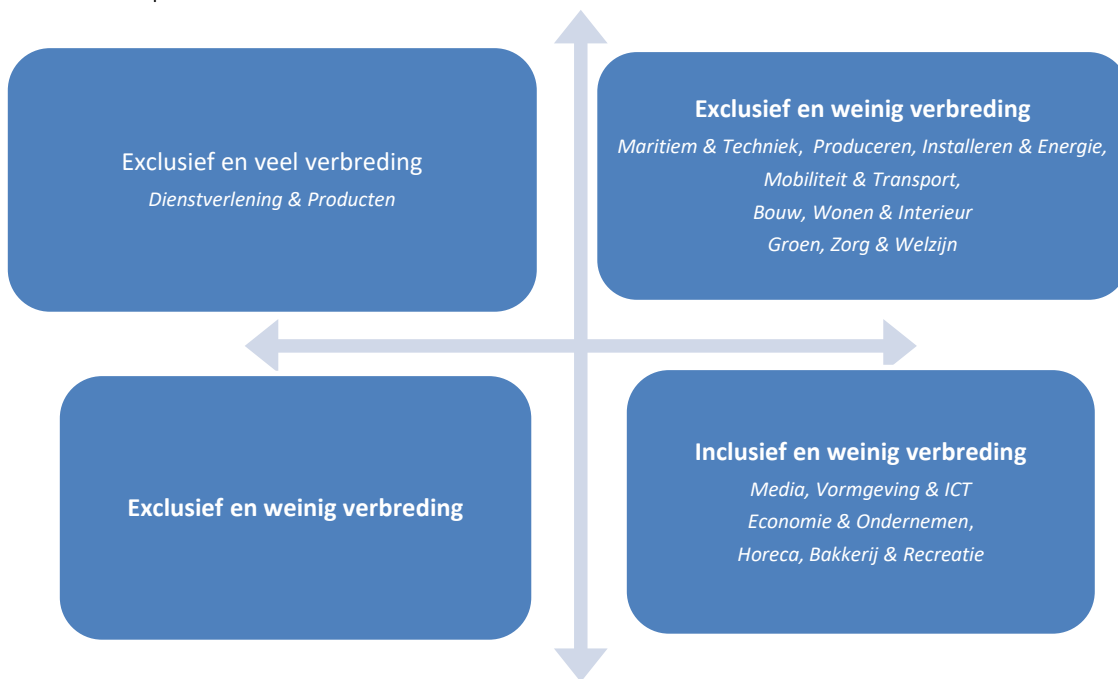 Exclusief en veel verbreding
Dienstverlening & Producten
Exclusief en weinig verbreding
Maritiem & Techniek, Produceren, Installeren & Energie,
Mobiliteit & Transport,
Bouw, Wonen & Interieur
Groen, Zorg & Welzijn
Exclusief en weinig verbreding
Inclusief en weinig verbreding
Media, Vormgeving & ICT
Economie & Ondernemen,
Horeca, Bakkerij & Recreatie